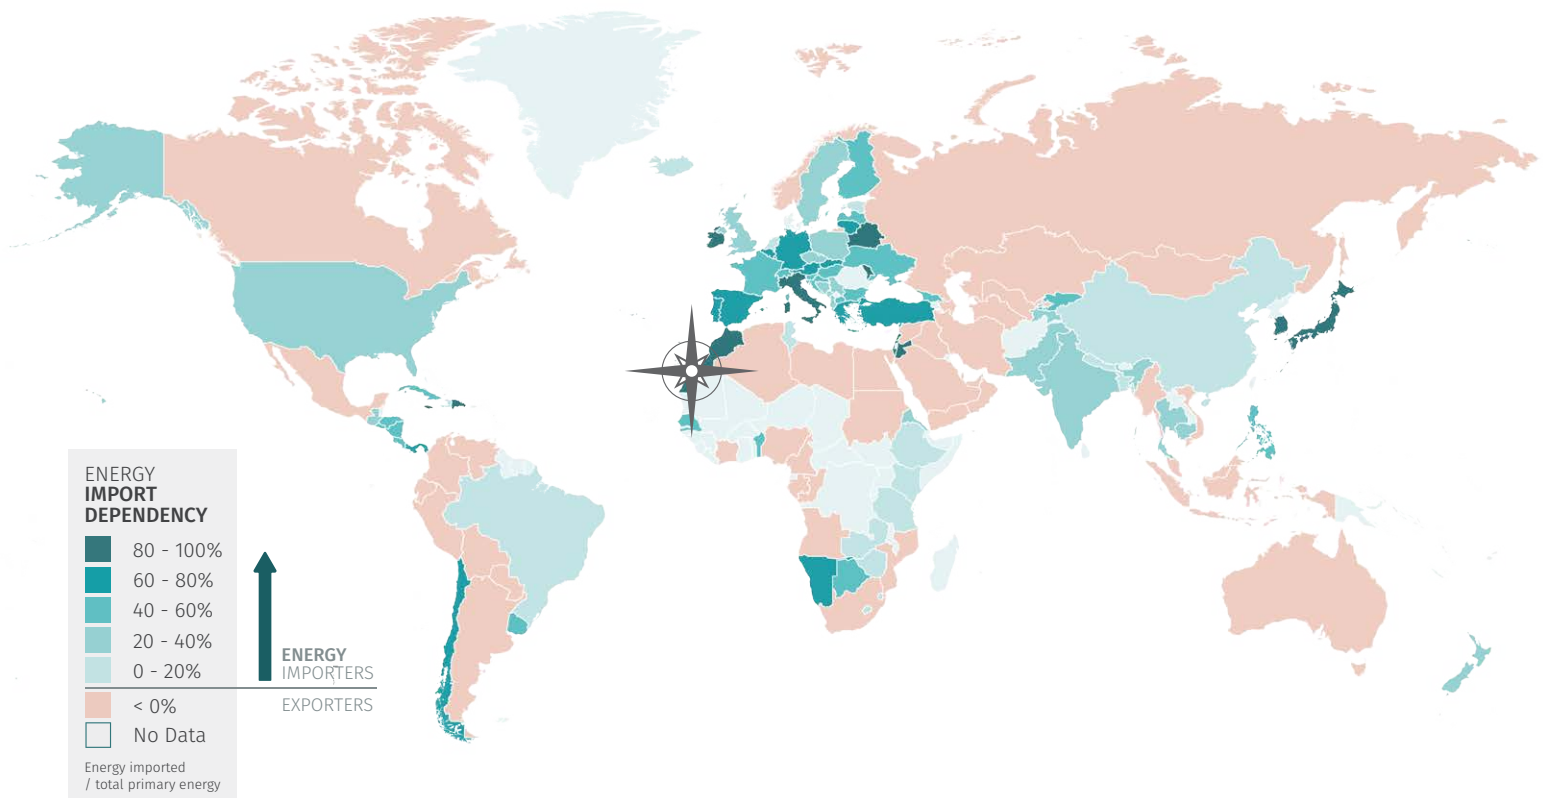 ENERGY
IMPORT
DEPENDENCY
80 - 100%
60 - 80%
40 - 60%
20 - 40%
0 - 20%
< 0%
No Data
Energy imported
/ total primary energy
ENERGY
IMPORTERS
EXPORTERS